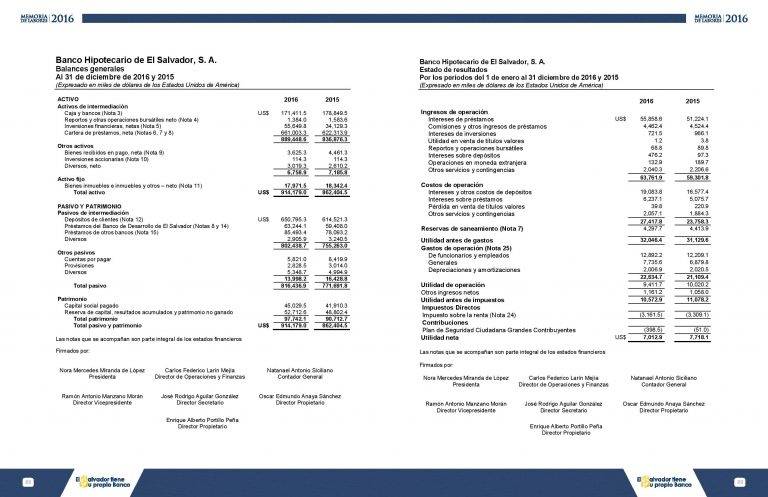 MEMORIA DE LABORES 2016
MEMORIA DE LABORES 2016
Banco Hipotecario de El Salvador, S. A.
Balances generales
Al 31 de diciembre de 2016 y 2015
(Expresado en miles de dólares de los Estados Unidos de América)
ACTIVO 2016 2015
Activos de intermediación
Caja y bancos (Nota 3) US$ 171,411.5 178,849.5
Reportos y otras operaciones bursátiles neto (Nota 4) 1,384.0 1,583.6
Inversiones financieras, netas (Nota 5) 55,649.8 34,129.3
Cartera de préstamos, neta (Notas 6, 7 y 8) 661,003.3 622,313.9
889,448.6 836,876.3
Otros activos
Bienes recibidos en pago, neto (Nota 9) 3,625.3 4,461.3
Inversiones accionarias (Nota 10) 114.3 114.3
Diversos, neto 3,019.3 2,610.2
6,758.9 7,185.8
Activo fijo
Bienes inmuebles e inmuebles y otros – neto (Nota 11) 17,971.5 18,342.4
Total activo US$ 914,179.0 862,404.5
PASIVO Y PATRIMONIO
Pasivos de intermediación
Depósitos de clientes (Nota 12) US$ 650,795.3 614,521.3
Préstamos del Banco de Desarrollo de El Salvador (Notas 8 y 14) 63,244.1 59,408.0
Préstamos de otros bancos (Nota 15) 85,493.4 78,093.2
Diversos 2,905.9 3,240.5
802,438.7 755,263.0
Otros pasivos
Cuentas por pagar 5,821.0 8,419.9
Provisiones 2,828.5 3,014.0
Diversos 5,348.7 4,994.9
13,998.2 16,428.8
Total pasivo 816,436.9 771,691.8
Patrimonio
Capital social pagado 45,029.5 41,910.3
Reserva de capital, resultados acumulados y patrimonio no ganado 52,712.6 48,802.4
Total patrimonio 97,742.1 90,712.7
Total pasivo y patrimonio US$ 914,179.0 862,404.5
Las notas que se acompañan son parte integral de los estados financieros
Firmados por:
Nora Mercedes Miranda de López Carlos Federico Larin Mejia Natanael Antonio Siciliano
Presidenta Director de Operaciones y Finanzas Contador General
Ramón Antonio Manzano Morán José Rodrigo Aguilar González Oscar Edmundo Anaya Sánchez
Director Vicepresidente Director Secretario Director Propietario
Enrique Alberto Portillo Peña
Director Propietario
Banco Hipotecario de El Salvador, S. A.
Estado de resultados
Por los periodos del 1 de enero al 31 diciembre de 2016 y 2015
(Expresado en miles de dólares de los Estados Unidos de América)
2016 2015
Ingresos de operación
Intereses de préstamos US$ 55,858.6 51,224.1
Comisiones y otros ingresos de préstamos 4,462.4 4,524.4
Intereses de inversiones 721.5 966.1
Utilidad en venta de títulos valores 1.2 3.8
Reportos y operaciones bursátiles 68.8 89.8
Intereses sobre depósitos 476.2 97.3
Operaciones en moneda extranjera 132.9 189.7
Otros servicios y contingencias 2,040.3 2,206.6
63,761.9 59,301.8
Costos de operación
Intereses y otros costos de depósitos 19,083.8 16,577.4
Intereses sobre préstamos 6,237.1 5,075.7
Pérdida en venta de títulos valores 39.8 220.9
Otros servicios y contingencias 2,057.1 1,884.3
27,417.8 23,758.3
Reservas de saneamiento (Nota 7) 4,297.7 4,413.9
Utilidad antes de gastos 32,046.4 31,129.6
Gastos de operación (Nota 25)
De funcionarios y empleados 12,892.2 12,209.1
Generales 7,735.6 6,879.8
Depreciaciones y amortizaciones 2,006.9 2,020.5
22,634.7 21,109.4
Utilidad de operación 9,411.7 10,020.2
Otros ingresos netos 1,161.2 1,058.0
Utilidad antes de impuestos 10,572.9 11,078.2
Impuestos Directos
Impuesto sobre la renta (Nota 24) (3,161.5) (3,309.1)
Contribuciones
Plan de Seguridad Ciudadana Grandes Contribuyentes (398.5) (51.0)
Utilidad neta US$ 7,012.9 7,718.1
Las notas que se acompañan son parte integral de los estados financieros
Firmados por:
Nora Mercedes Miranda de López Carlos Federico Larin Mejia Natanael Antonio Siciliano
Presidenta Director de Operaciones y Finanzas Contador General
Ramón Antonio Manzano Morán José Rodrigo Aguilar González Oscar Edmundo Anaya Sánchez
Director Vicepresidente Director Secretario Director Propietario
Enrique Alberto Portillo Peña
Director Propietario
El Salvador tiene
su propio Banco
El Salvador tiene
su propio Banco